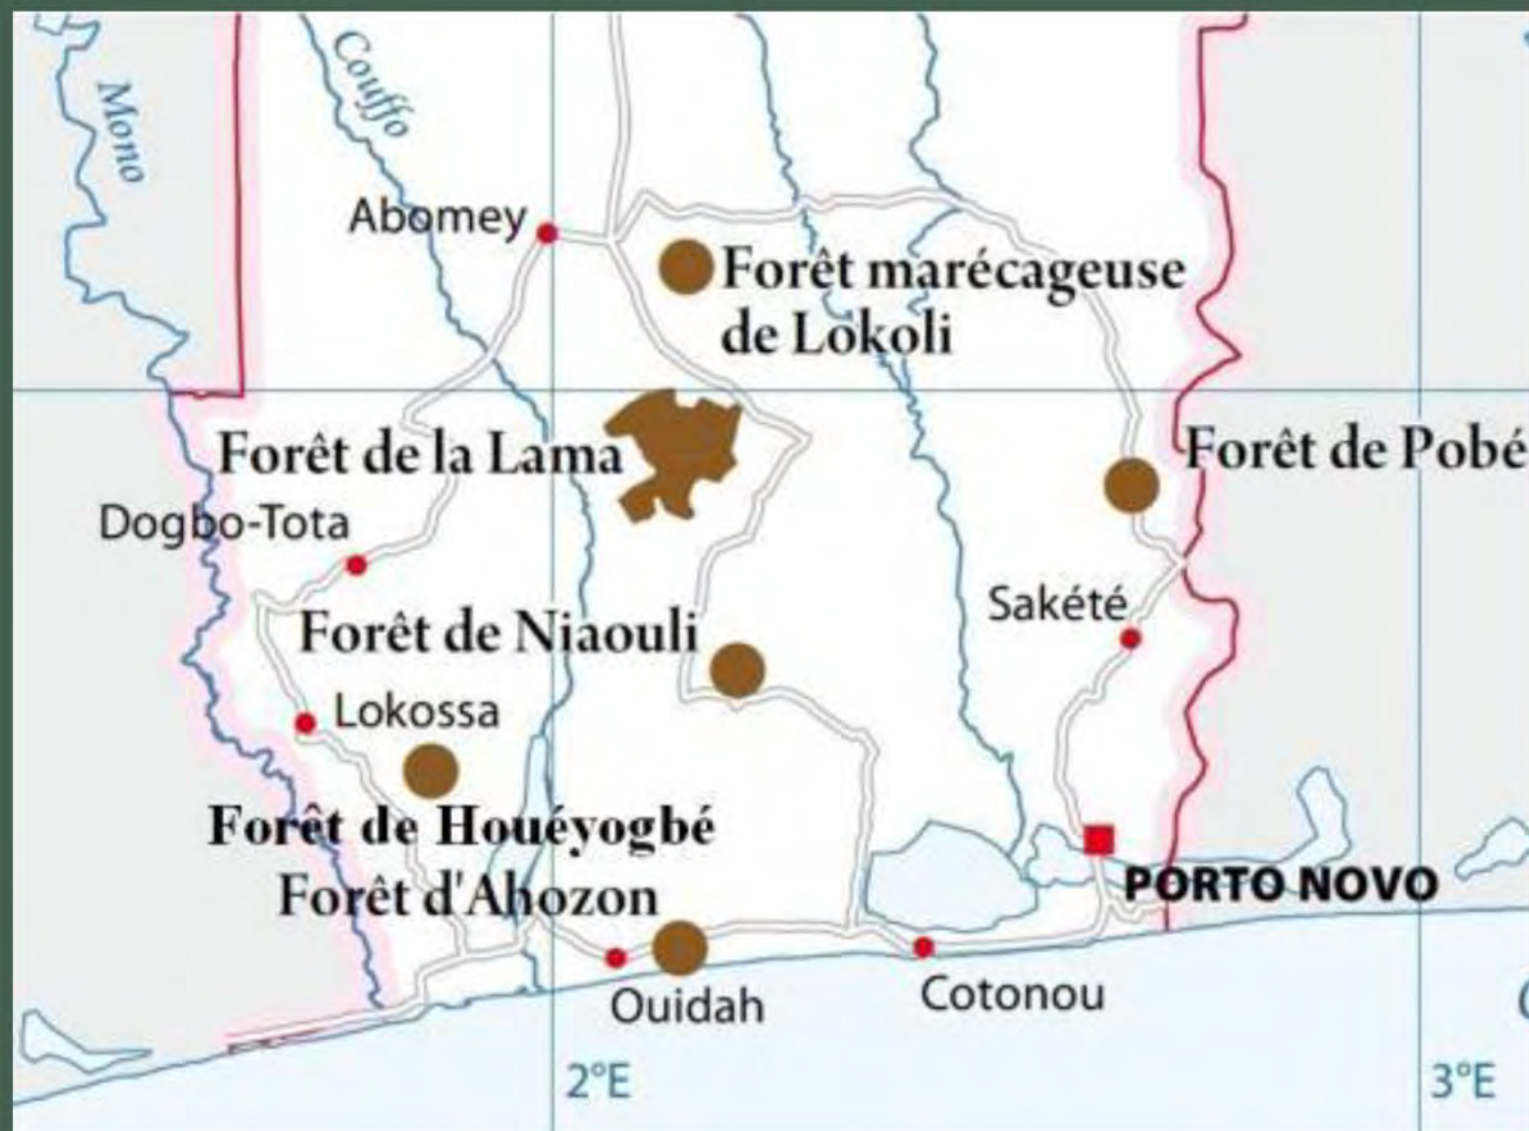 Couffo
Mono
Abomey
Forêt marécageuse
de Lokoli
Forêt de la Lama
Forêt de Pobé
Dogbo-Tota
Sakété
Forêt de Niaouli
Lokossa
Forêt de Houéyogbé
Forêt d'Ahozon
PORTO NOVO
Ouidah
Cotonou
2°E
3°E